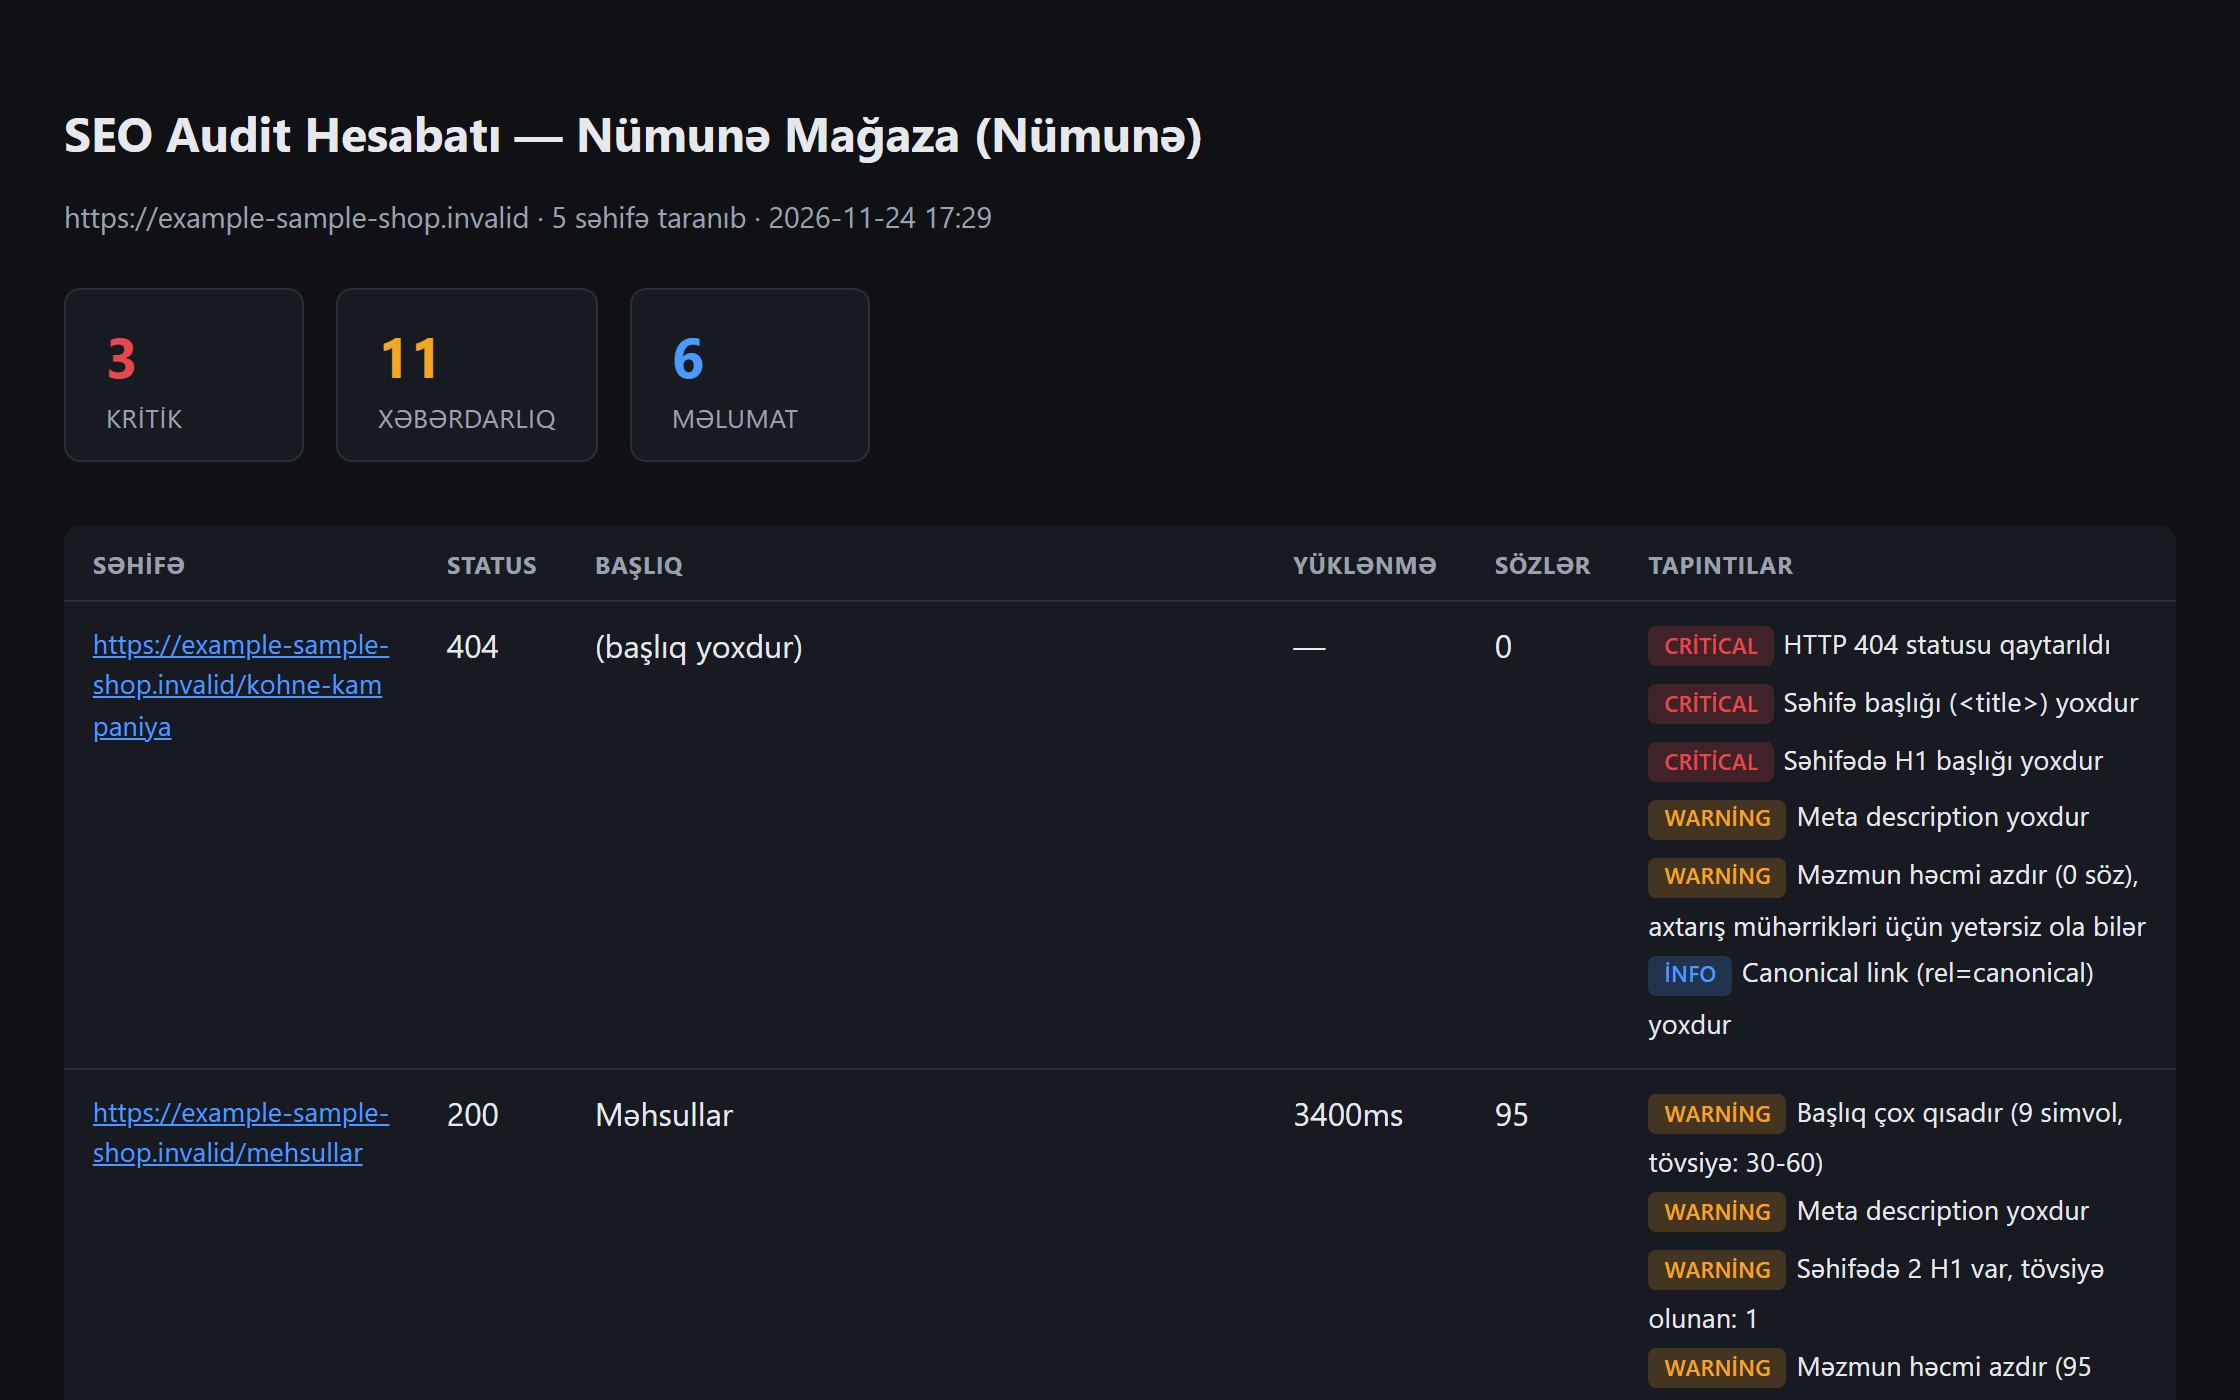 SEO Audit Hesabatı — Nümunə Mağaza (Nümunə)
https://example-sample-shop.invalid · 5 səhifə taranıb · 2026-11-24 17:29
3
KRİTİK
11
XƏBƏRDARLIQ
6
MƏLUMAT
SƏHİFƏ STATUS BAŞLIQ YÜKLƏNMƏ SÖZLƏR TAPINTILAR
https://example-sample-
shop.invalid/kohne-kam
paniya
404
(başlıq yoxdur)
—
0
CRİTİCAL HTTP 404 statusu qaytarıldı
CRİTİCAL Səhifə başlığı (<title>) yoxdur
CRİTİCAL Səhifədə H1 başlığı yoxdur
WARNİNG Meta description yoxdur
WARNİNG Məzmun həcmi azdır (0 söz),
axtarış mühərrikləri üçün yetərsiz ola bilər
İNFO Canonical link (rel=canonical)
yoxdur
https://example-sample-
shop.invalid/mehsullar
200
Məhsullar
3400ms
95
WARNİNG Başlıq çox qısadır (9 simvol,
tövsiyə: 30-60)
WARNİNG Meta description yoxdur
WARNİNG Səhifədə 2 H1 var, tövsiyə
olunan: 1
WARNİNG Məzmun həcmi azdır (95